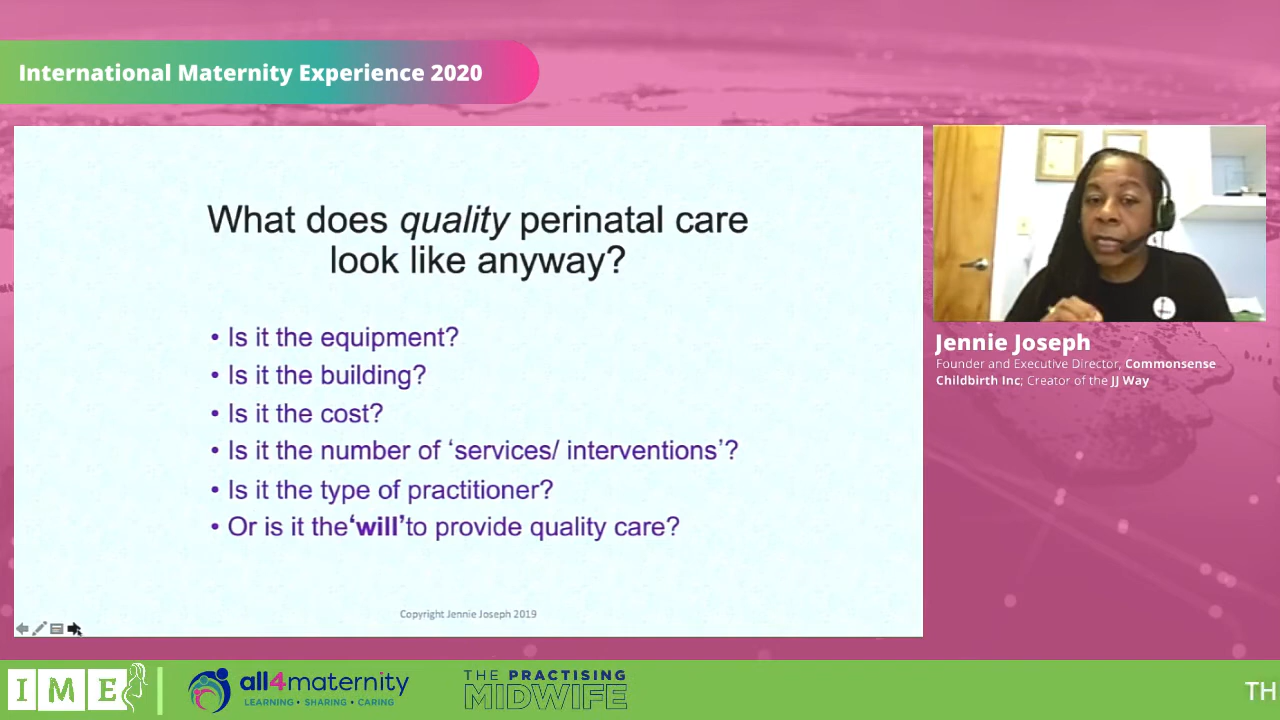 International Maternity Experience 2020
What does quality perinatal care
look like anyway?
• Is it the equipment?
• Is it the building?
• Is it the cost?
• Is it the number of ‘services/ interventions’?
• Is it the type of practitioner?
• Or is it the‘will’to provide quality care?
Copyright Jennie Joseph 2019
Jennie Joseph
Founder and Executive Director, Commonsense
Childbirth Inc; Creator of the JJ Way
IME
all4maternity
LEARNING • SHARING • CARING
THE PRACTISING
MIDWIFE
TH